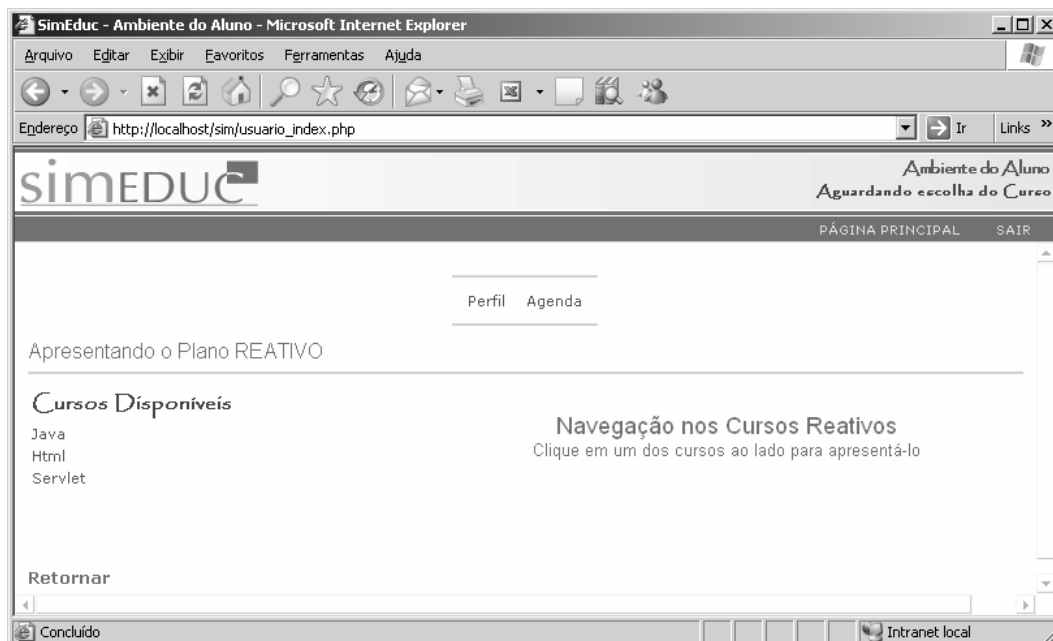 SimEduc - Ambiente do Aluno - Microsoft Internet Explorer
Arquivo Editar Exibir Favoritos Ferramentas Ajuda
Endereço http://localhost/sim/usuario_index.php Ir Links »
simEDUC
Ambiente do Aluno
Aguardando escolha do Curso
PÁGINA PRINCIPAL SAIR
Perfil Agenda
Apresentando o Plano REATIVO
Cursos Disponíveis
Java
Html
Servlet
Navegação nos Cursos Reativos
Clique em um dos cursos ao lado para apresentá-lo
Retornar
Concluído Intranet local